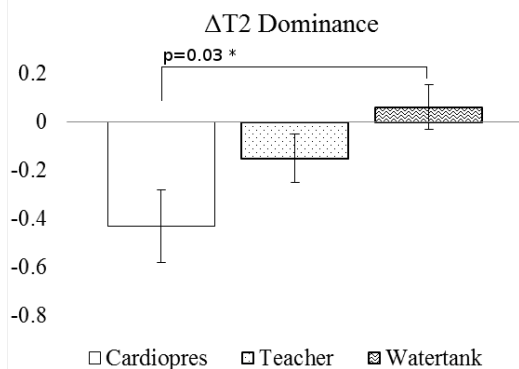 ΔT2 Dominance
p=0.03 *
0.2
0
-0.2
-0.4
-0.6
-0.8
Cardiopres Teacher Watertank